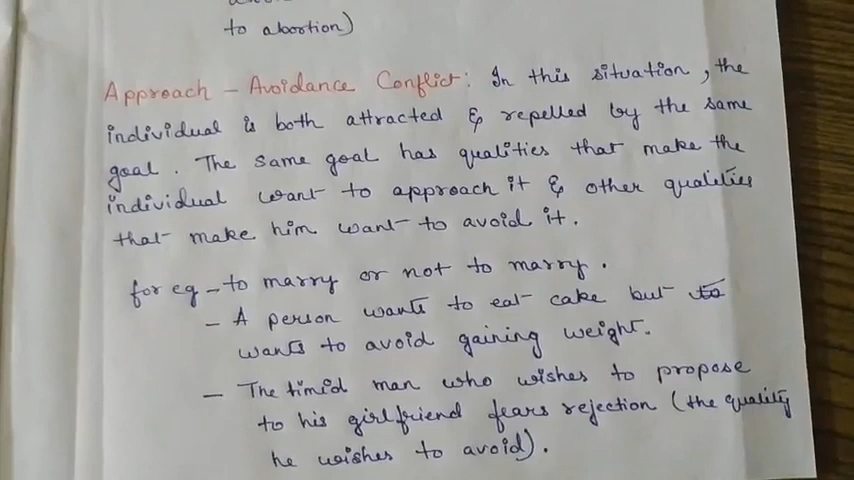 to abortion)
Approach - Avoidance Conflict: In this situation, the
individual is both attracted & repelled by the same
goal. The same goal has qualities that make the
individual want to approach it & other qualities
that make him want to avoid it.
for eg - to marry or not to marry.
- A person wants to eat cake but to
wants to avoid gaining weight.
- The timid man who wishes to propose
to his girlfriend fears rejection (the quality
he wishes to avoid).